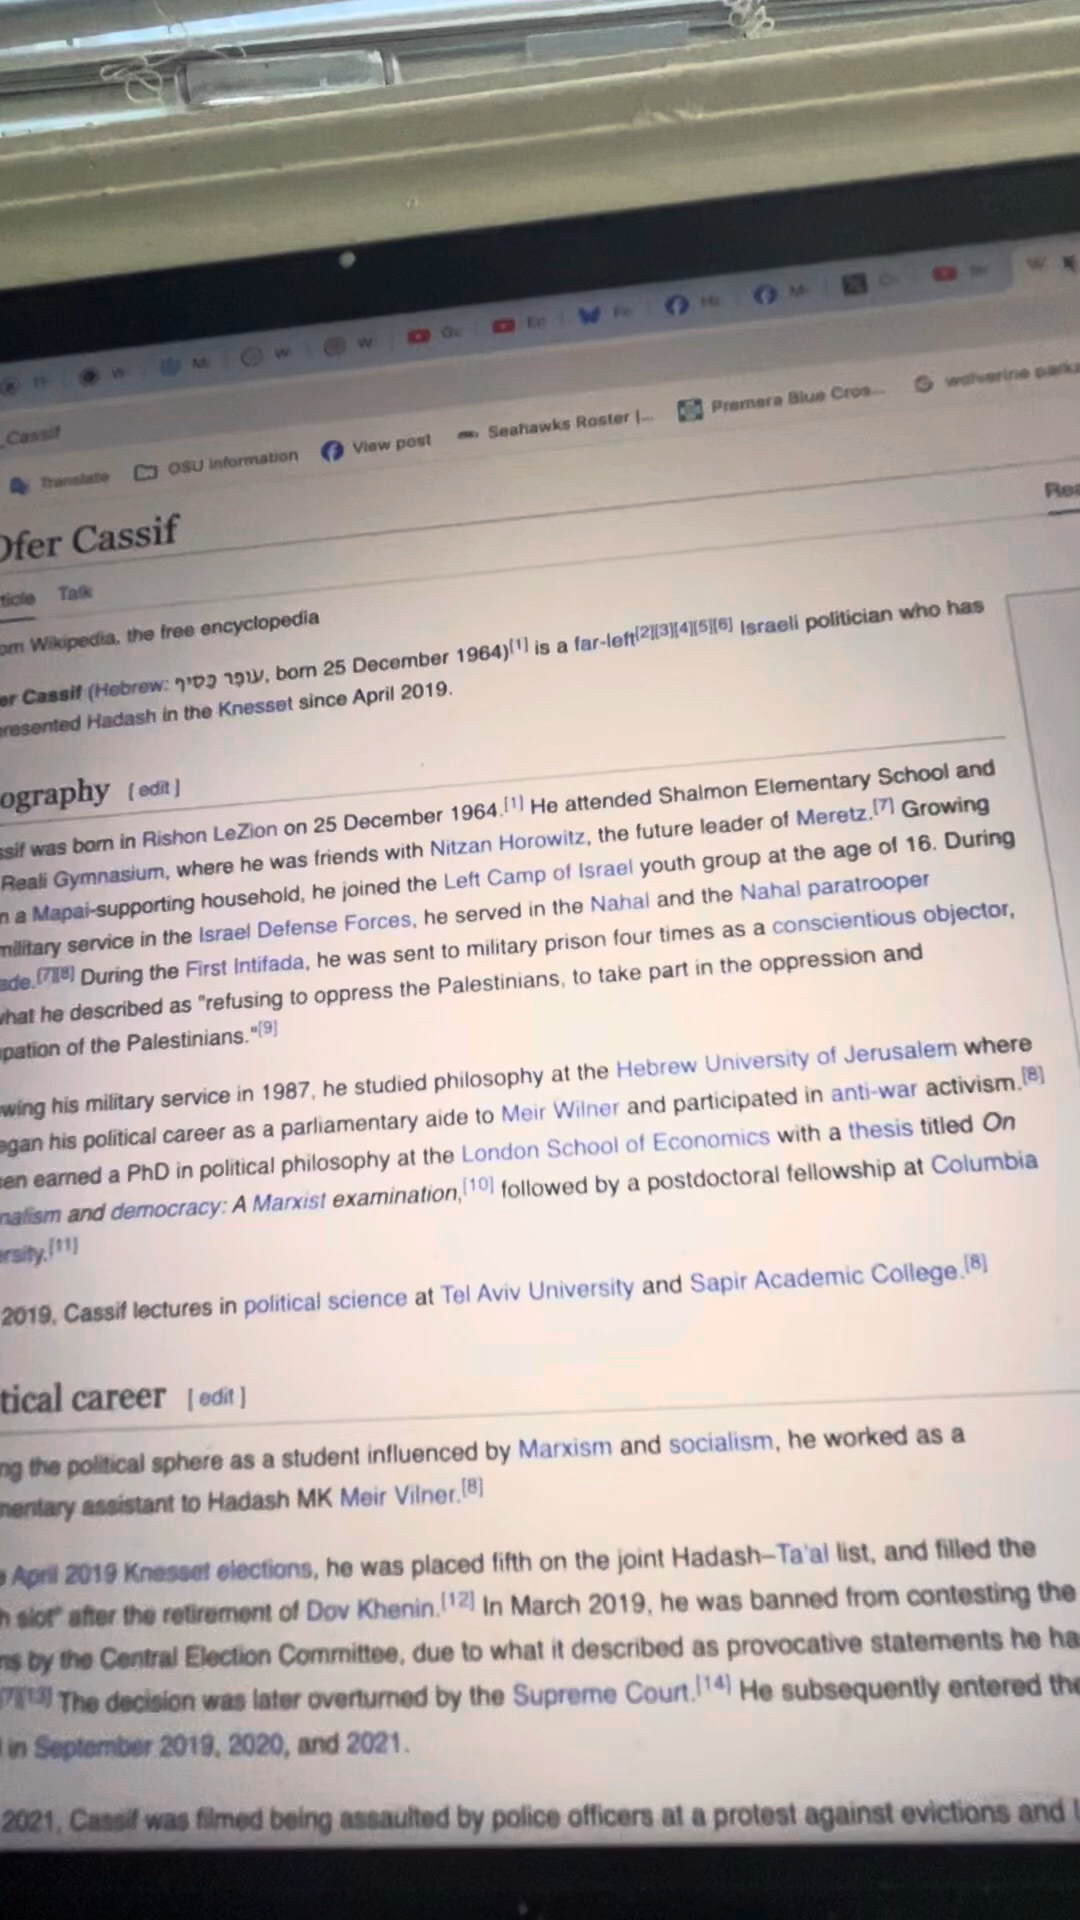 Cassif
Translate OSU Information View post Seahawks Roster |... Premera Blue Cros... wolverine
Ofer Cassif
Talk
Wikipedia, the free encyclopedia
Cassif (Hebrew: עופר כסיף, born 25 December 1964)[1] is a far-left[2][3][4][5][6] Israeli politician who has
resented Hadash in the Knesset since April 2019.
ography [ edit ]
ssif was born in Rishon LeZion on 25 December 1964.[1] He attended Shalmon Elementary School and
Reali Gymnasium, where he was friends with Nitzan Horowitz, the future leader of Meretz.[7] Growing
n a Mapai-supporting household, he joined the Left Camp of Israel youth group at the age of 16. During
military service in the Israel Defense Forces, he served in the Nahal and the Nahal paratrooper
ade.[7][8] During the First Intifada, he was sent to military prison four times as a conscientious objector,
what he described as "refusing to oppress the Palestinians, to take part in the oppression and
pation of the Palestinians."[9]
wing his military service in 1987, he studied philosophy at the Hebrew University of Jerusalem where
egan his political career as a parliamentary aide to Meir Wilner and participated in anti-war activism.[8]
en earned a PhD in political philosophy at the London School of Economics with a thesis titled On
nalism and democracy: A Marxist examination,[10] followed by a postdoctoral fellowship at Columbia
ersity.[11]
2019, Cassif lectures in political science at Tel Aviv University and Sapir Academic College.[8]
tical career [ edit ]
ng the political sphere as a student influenced by Marxism and socialism, he worked as a
mentary assistant to Hadash MK Meir Vilner.[8]
April 2019 Knesset elections, he was placed fifth on the joint Hadash–Ta'al list, and filled the
h slot" after the retirement of Dov Khenin.[12] In March 2019, he was banned from contesting the
ns by the Central Election Committee, due to what it described as provocative statements he ha
[7][13] The decision was later overturned by the Supreme Court.[14] He subsequently entered the
in September 2019, 2020, and 2021.
2021, Cassif was filmed being assaulted by police officers at a protest against evictions and